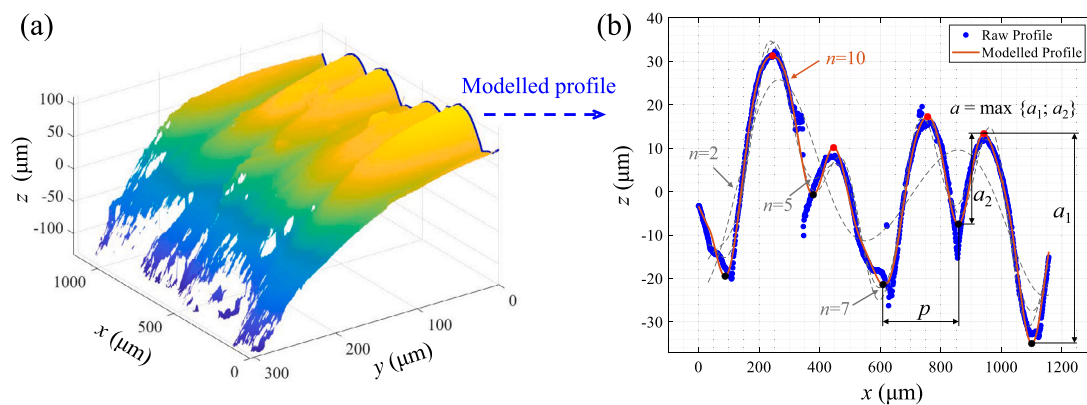 (a)
100
50
0
-50
-100
z (μm)
1000
500
0
x (μm)
300
200
100
0
y (μm)
Modelled profile
(b)
40
30
20
10
0
-10
-20
-30
z (μm)
0
200
400
600
800
1000
1200
x (μm)
Raw Profile
Modelled Profile
n=10
a = max {a1; a2}
n=2
n=5
n=7
a2
a1
p